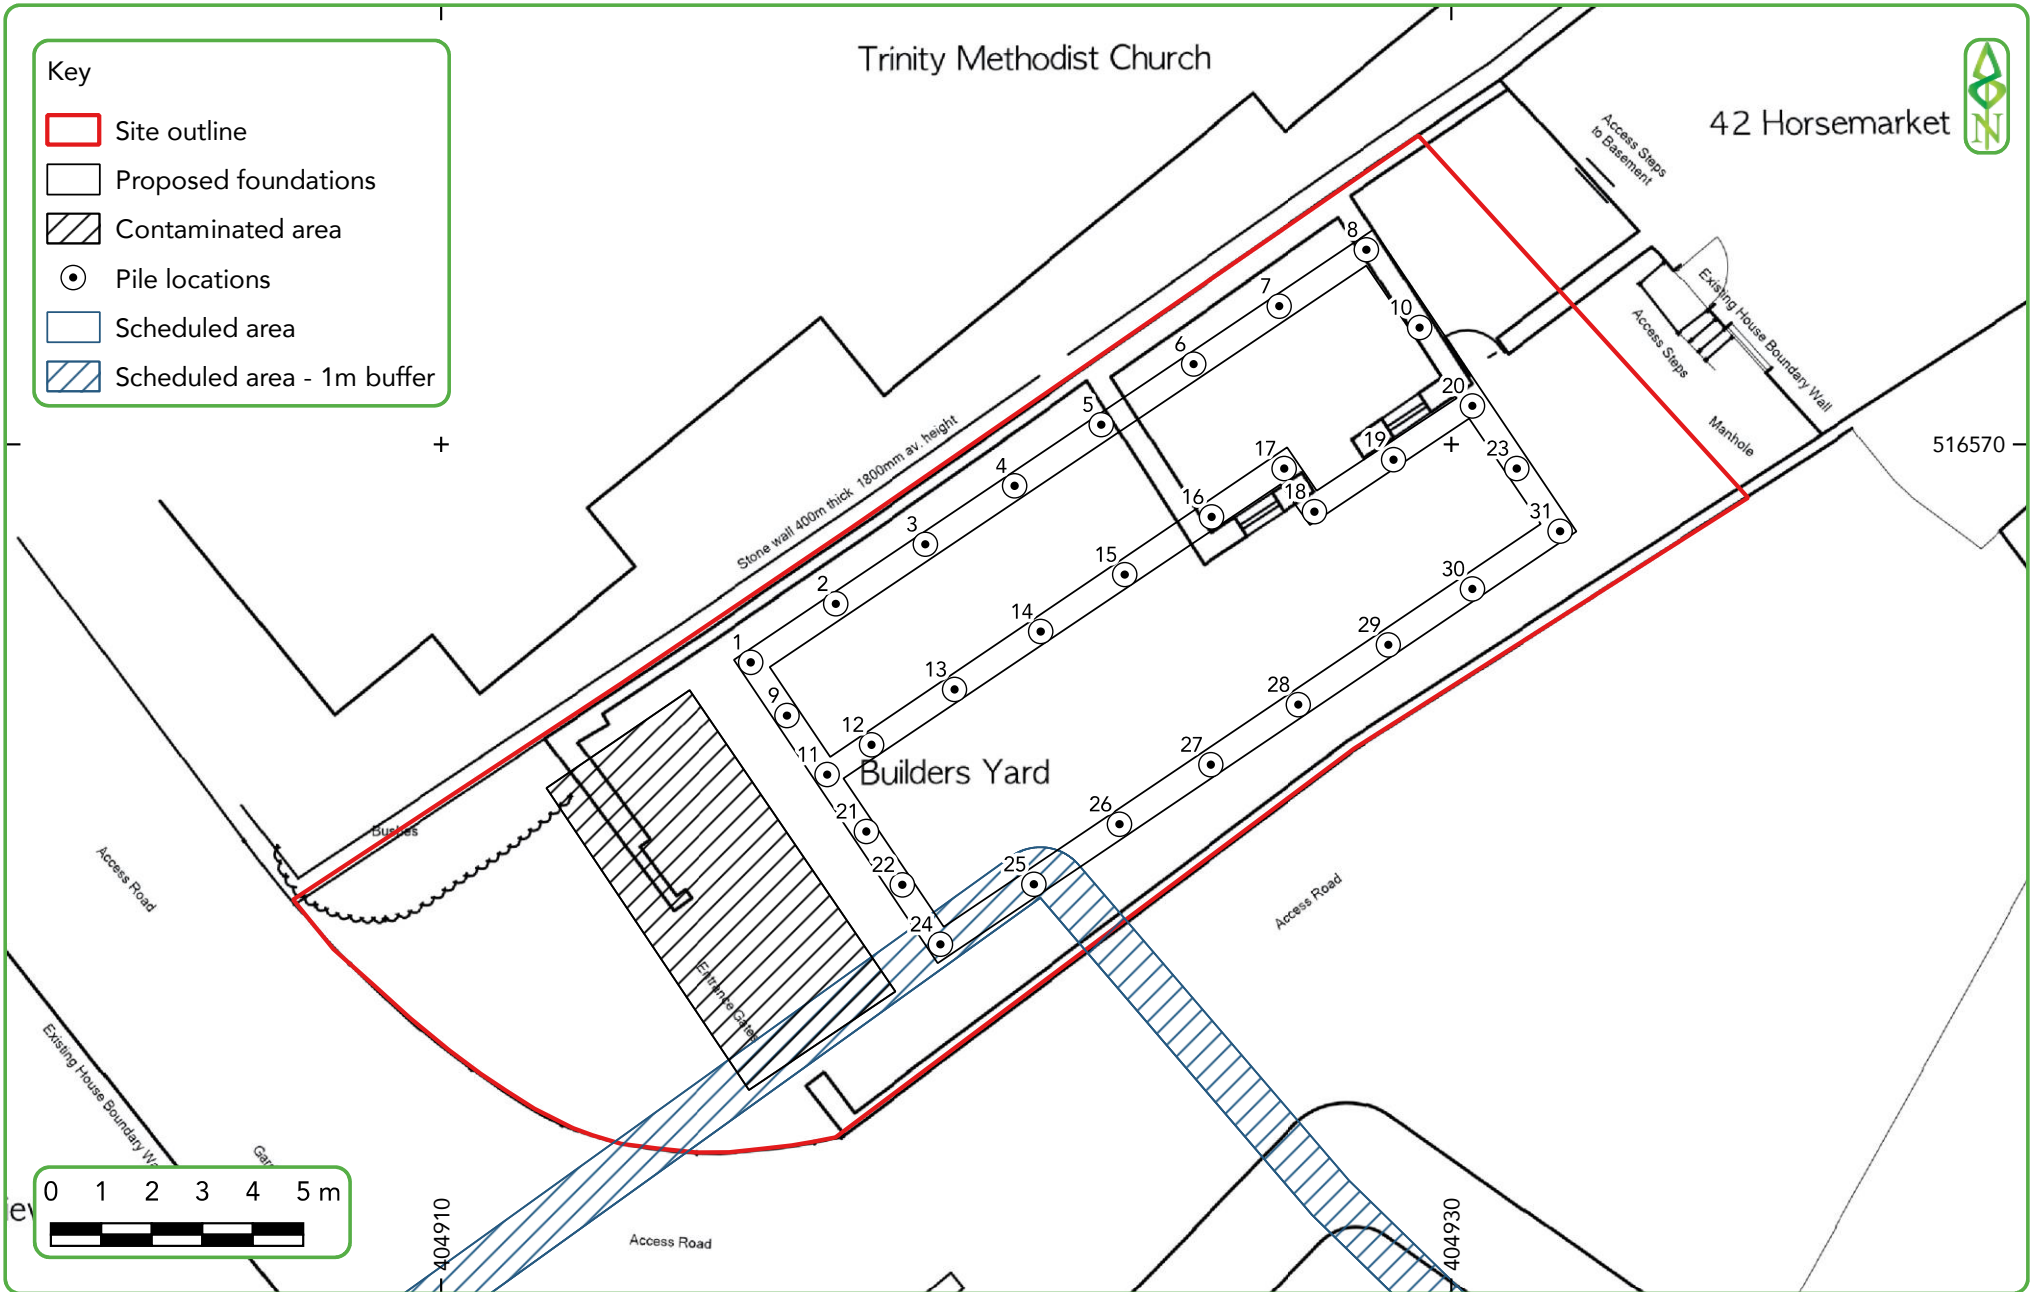 Trinity Methodist Church
42 Horsemarket
N
Key
Site outline
Proposed foundations
Contaminated area
Pile locations
Scheduled area
Scheduled area - 1m buffer
Access Steps
to Basement
Existing House Boundary Wall
Access Steps
Manhole
516570
Stone wall 400m thick 1800mm av. height
8
7
10
6
20
5
19
23
17
4
18
16
31
3
15
30
2
14
29
1
13
28
9
12
27
11
Builders Yard
26
21
25
22
24
Bushes
Access Road
Access Road
Entrance Gates
Existing House Boundary Wa
0 1 2 3 4 5 m
404910
Access Road
404930